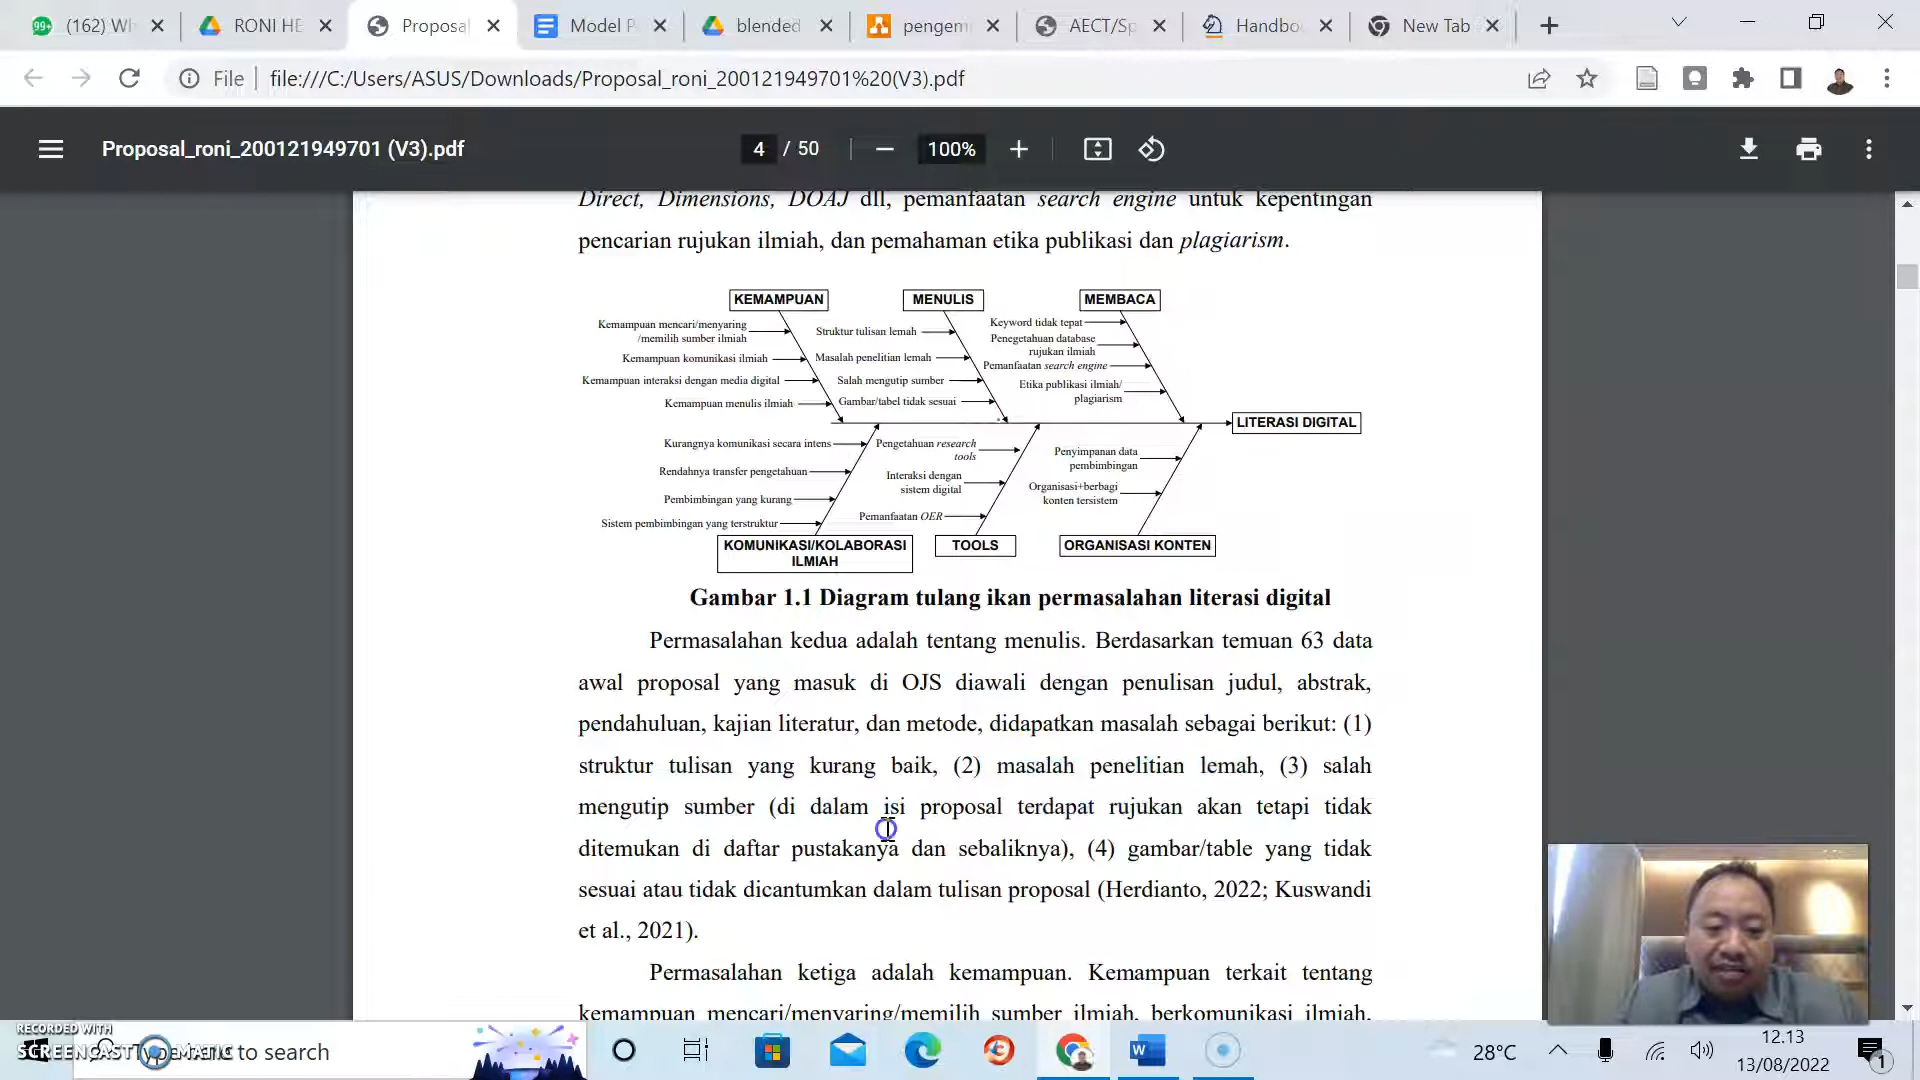 (162) Wh
RONI HE
Proposal
Model P
blended
pengem
AECT/Sp
Handbo
New Tab
File
file:///C:/Users/ASUS/Downloads/Proposal_roni_200121949701%20(V3).pdf
Proposal_roni_200121949701 (V3).pdf
4 / 50
100%
Direct, Dimensions, DOAJ dll, pemanfaatan search engine untuk kepentingan
pencarian rujukan ilmiah, dan pemahaman etika publikasi dan plagiarism.
KEMAMPUAN
Kemampuan mencari/menyaring
/memilih sumber ilmiah
Kemampuan komunikasi ilmiah
Kemampuan interaksi dengan media digital
Kemampuan menulis ilmiah
MENULIS
Struktur tulisan lemah
Masalah penelitian lemah
Salah mengutip sumber
Gambar/tabel tidak sesuai
MEMBACA
Keyword tidak tepat
Penegetahuan database
rujukan ilmiah
Pemanfaatan search engine
Etika publikasi ilmiah/
plagiarism
LITERASI DIGITAL
Kurangnya komunikasi secara intens
Rendahnya transfer pengetahuan
Pembimbingan yang kurang
Sistem pembimbingan yang terstruktur
KOMUNIKASI/KOLABORASI
ILMIAH
Pengetahuan research
tools
Interaksi dengan
sistem digital
Pemanfaatan OER
TOOLS
Penyimpanan data
pembimbingan
Organisasi+berbagi
konten tersistem
ORGANISASI KONTEN
Gambar 1.1 Diagram tulang ikan permasalahan literasi digital
Permasalahan kedua adalah tentang menulis. Berdasarkan temuan 63 data
awal proposal yang masuk di OJS diawali dengan penulisan judul, abstrak,
pendahuluan, kajian literatur, dan metode, didapatkan masalah sebagai berikut: (1)
struktur tulisan yang kurang baik, (2) masalah penelitian lemah, (3) salah
mengutip sumber (di dalam isi proposal terdapat rujukan akan tetapi tidak
ditemukan di daftar pustakanya dan sebaliknya), (4) gambar/table yang tidak
sesuai atau tidak dicantumkan dalam tulisan proposal (Herdianto, 2022; Kuswandi
et al., 2021).
Permasalahan ketiga adalah kemampuan. Kemampuan terkait tentang
kemampuan mencari/menyaring/memilih sumber ilmiah, berkomunikasi ilmiah,
RECORDED WITH
SCREENCAST MATIC
Type here to search
28°C
12.13
13/08/2022
1